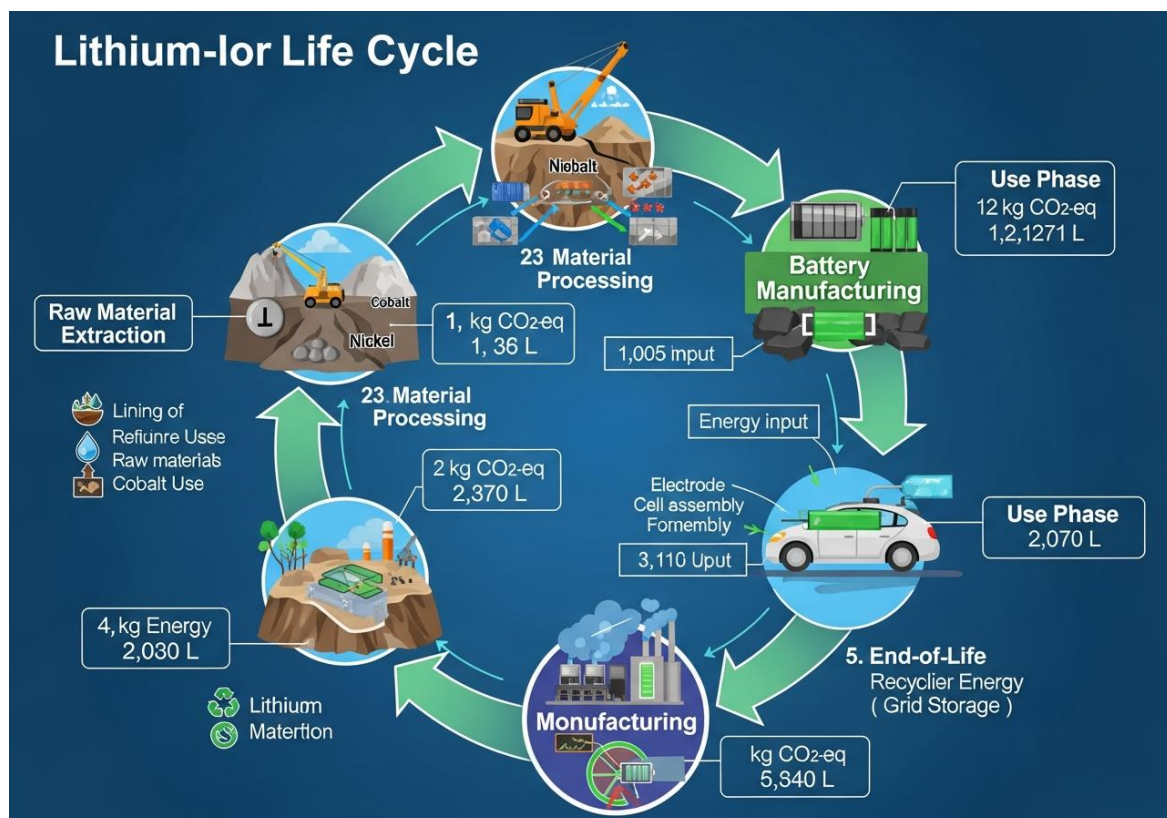 Lithium-Ior Life Cycle
Niobalt
23 Material
Processing
Use Phase
12 kg CO2-eq
1,2,1271 L
Battery
Manufacturing
Raw Material
Extraction
Cobalt
Nickel
1, kg CO2-eq
1, 36 L
1,005 input
23. Material
Processing
Lining of
Refiunre Usse
Raw materials
Cobalt Use
Energy input
2 kg CO2-eq
2,370 L
Electrode
Cell assembly
Fornembly
3,110 Uput
Use Phase
2,070 L
4, kg Energy
2,030 L
5. End-of-Life
Recyclier Energy
( Grid Storage )
Lithium
Matertion
Monufacturing
kg CO2-eq
5,840 L